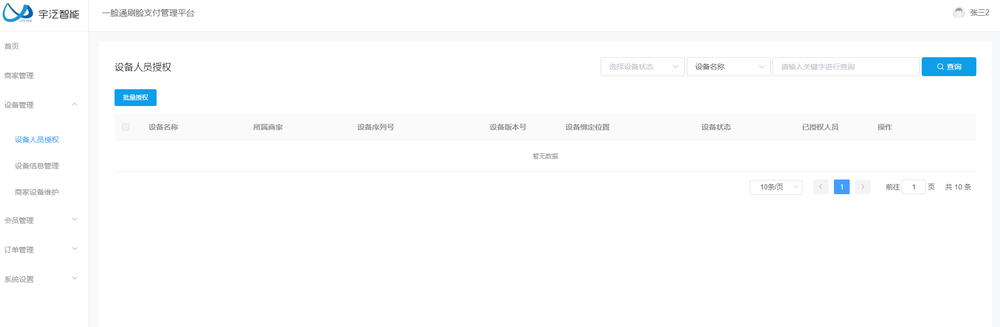 宇泛智能
uni-ubi
一脸通刷脸支付管理平台
张三2
首页
商家管理
设备管理
设备人员授权
设备信息管理
商家设备维护
会员管理
订单管理
系统设置
设备人员授权
选择设备状态 设备名称 请输入关键字进行查询 查询
批量授权
设备名称 所属商家 设备序列号 设备版本号 设备绑定位置 设备状态 已授权人员 操作
暂无数据
10条/页 1 前往 1 页 共 10 条